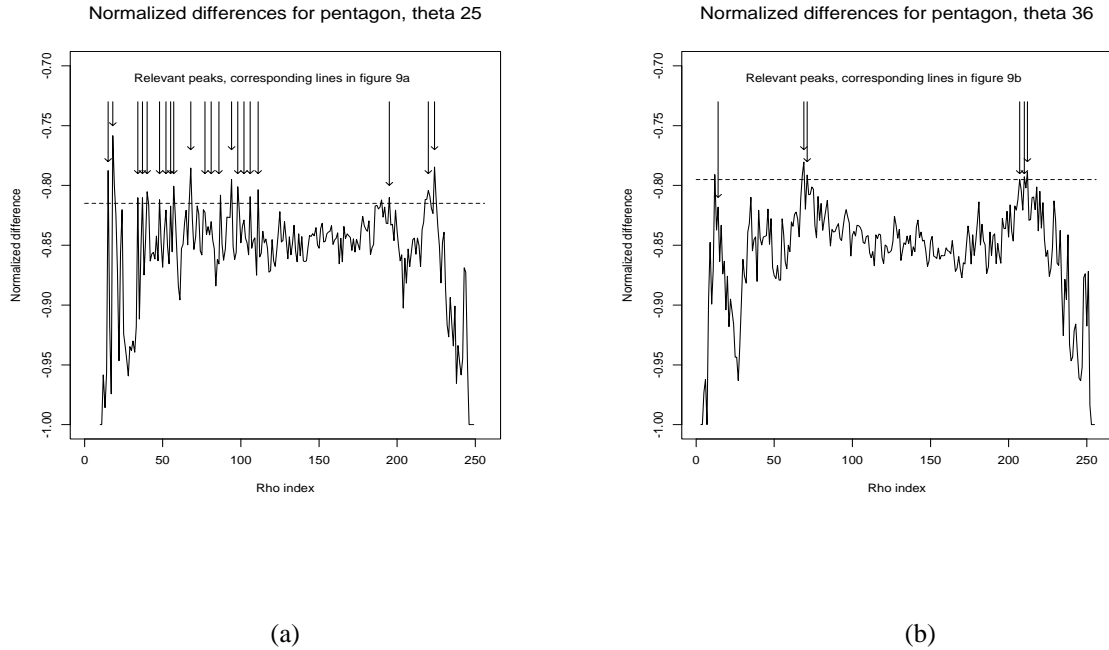 Normalized differences for pentagon, theta 25
Relevant peaks, corresponding lines in figure 9a
Normalized difference
-0.70
-0.75
-0.80
-0.85
-0.90
-0.95
-1.00
0 50 100 150 200 250
Rho index
(a)
Normalized differences for pentagon, theta 36
Relevant peaks, corresponding lines in figure 9b
Normalized difference
-0.70
-0.75
-0.80
-0.85
-0.90
-0.95
-1.00
0 50 100 150 200 250
Rho index
(b)